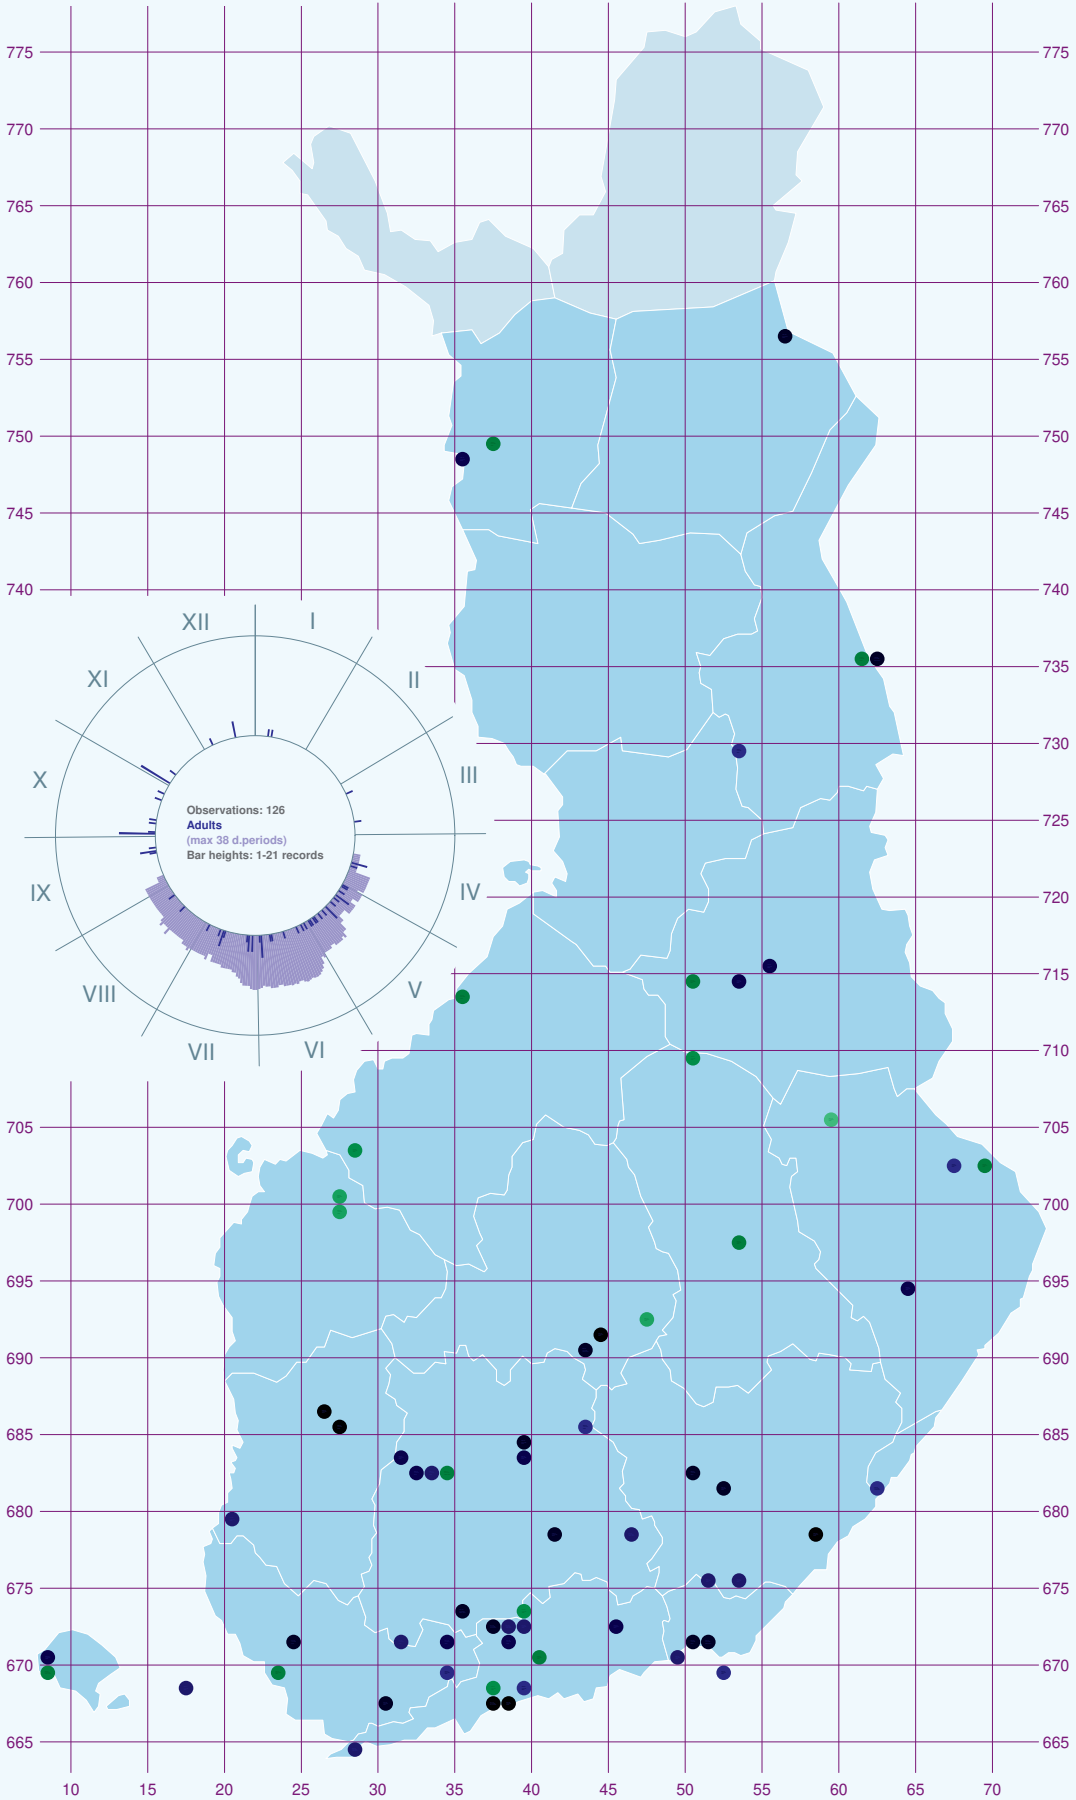 775 775
770 770
765 765
760 760
755 755
750 750
745 745
740 740
XII I
XI II
735 735
730 730
X III
725 725
Observations: 126
Adults
(max 38 d.periods)
Bar heights: 1-21 records
IX IV
720 720
715 715
VIII V
VII VI
710 710
705 705
700 700
695 695
690 690
685 685
680 680
675 675
670 670
665 665
10 15 20 25 30 35 40 45 50 55 60 65 70